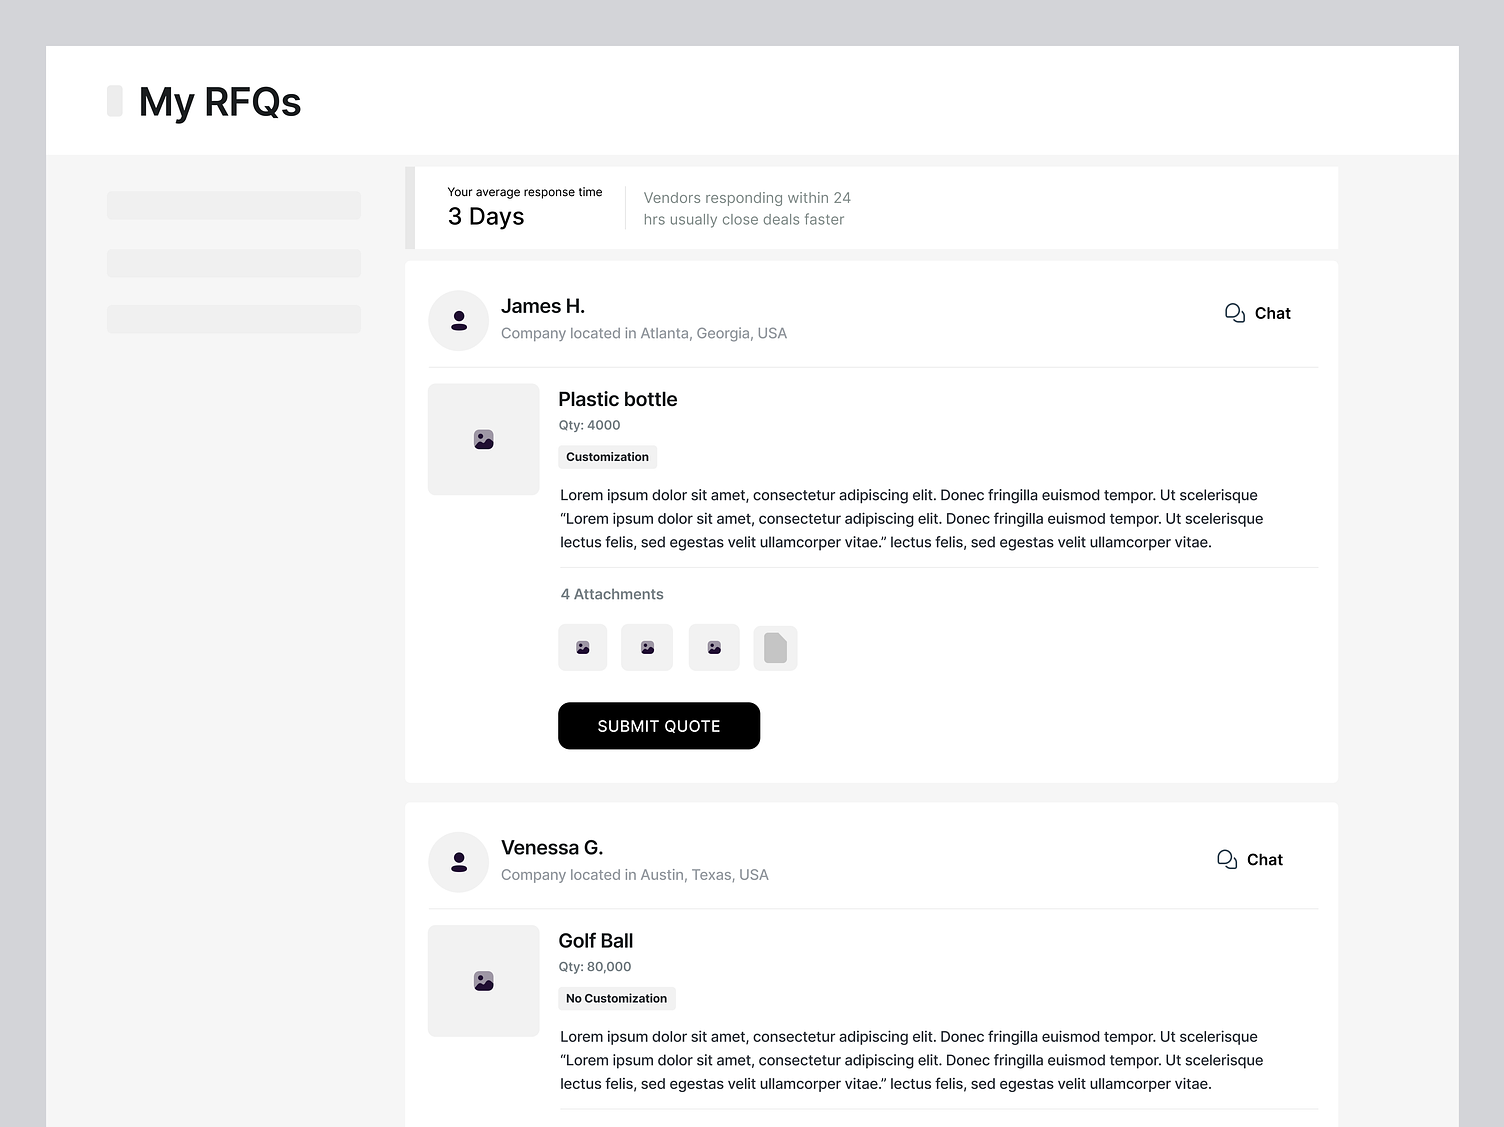 My RFQs
Your average response time
3 Days
Vendors responding within 24
hrs usually close deals faster
James H.
Company located in Atlanta, Georgia, USA
Chat
Plastic bottle
Qty: 4000
Customization
Lorem ipsum dolor sit amet, consectetur adipiscing elit. Donec fringilla euismod tempor. Ut scelerisque
“Lorem ipsum dolor sit amet, consectetur adipiscing elit. Donec fringilla euismod tempor. Ut scelerisque
lectus felis, sed egestas velit ullamcorper vitae.” lectus felis, sed egestas velit ullamcorper vitae.
4 Attachments
SUBMIT QUOTE
Venessa G.
Company located in Austin, Texas, USA
Chat
Golf Ball
Qty: 80,000
No Customization
Lorem ipsum dolor sit amet, consectetur adipiscing elit. Donec fringilla euismod tempor. Ut scelerisque
“Lorem ipsum dolor sit amet, consectetur adipiscing elit. Donec fringilla euismod tempor. Ut scelerisque
lectus felis, sed egestas velit ullamcorper vitae.” lectus felis, sed egestas velit ullamcorper vitae.